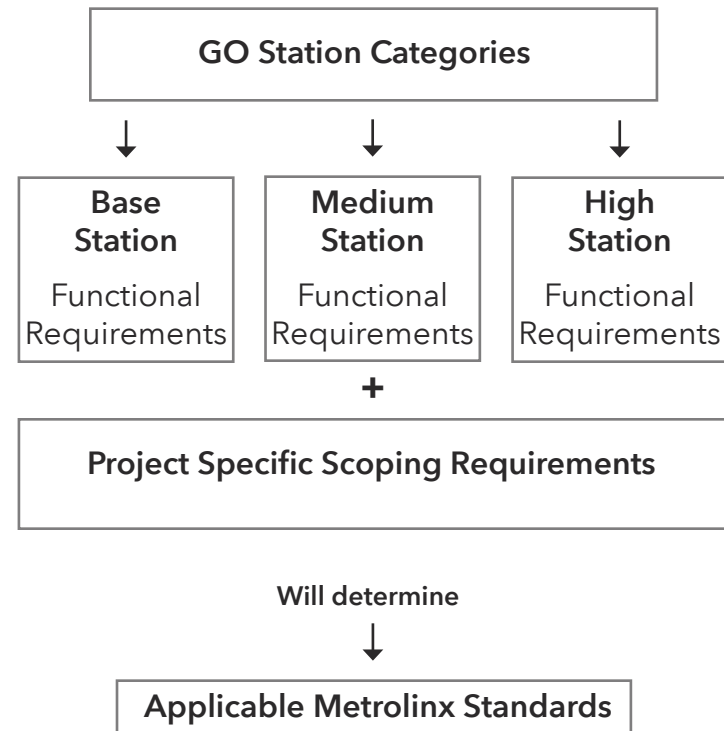 GO Station Categories
Base
Station
Functional
Requirements
Medium
Station
Functional
Requirements
High
Station
Functional
Requirements
+
Project Specific Scoping Requirements
Will determine
Applicable Metrolinx Standards